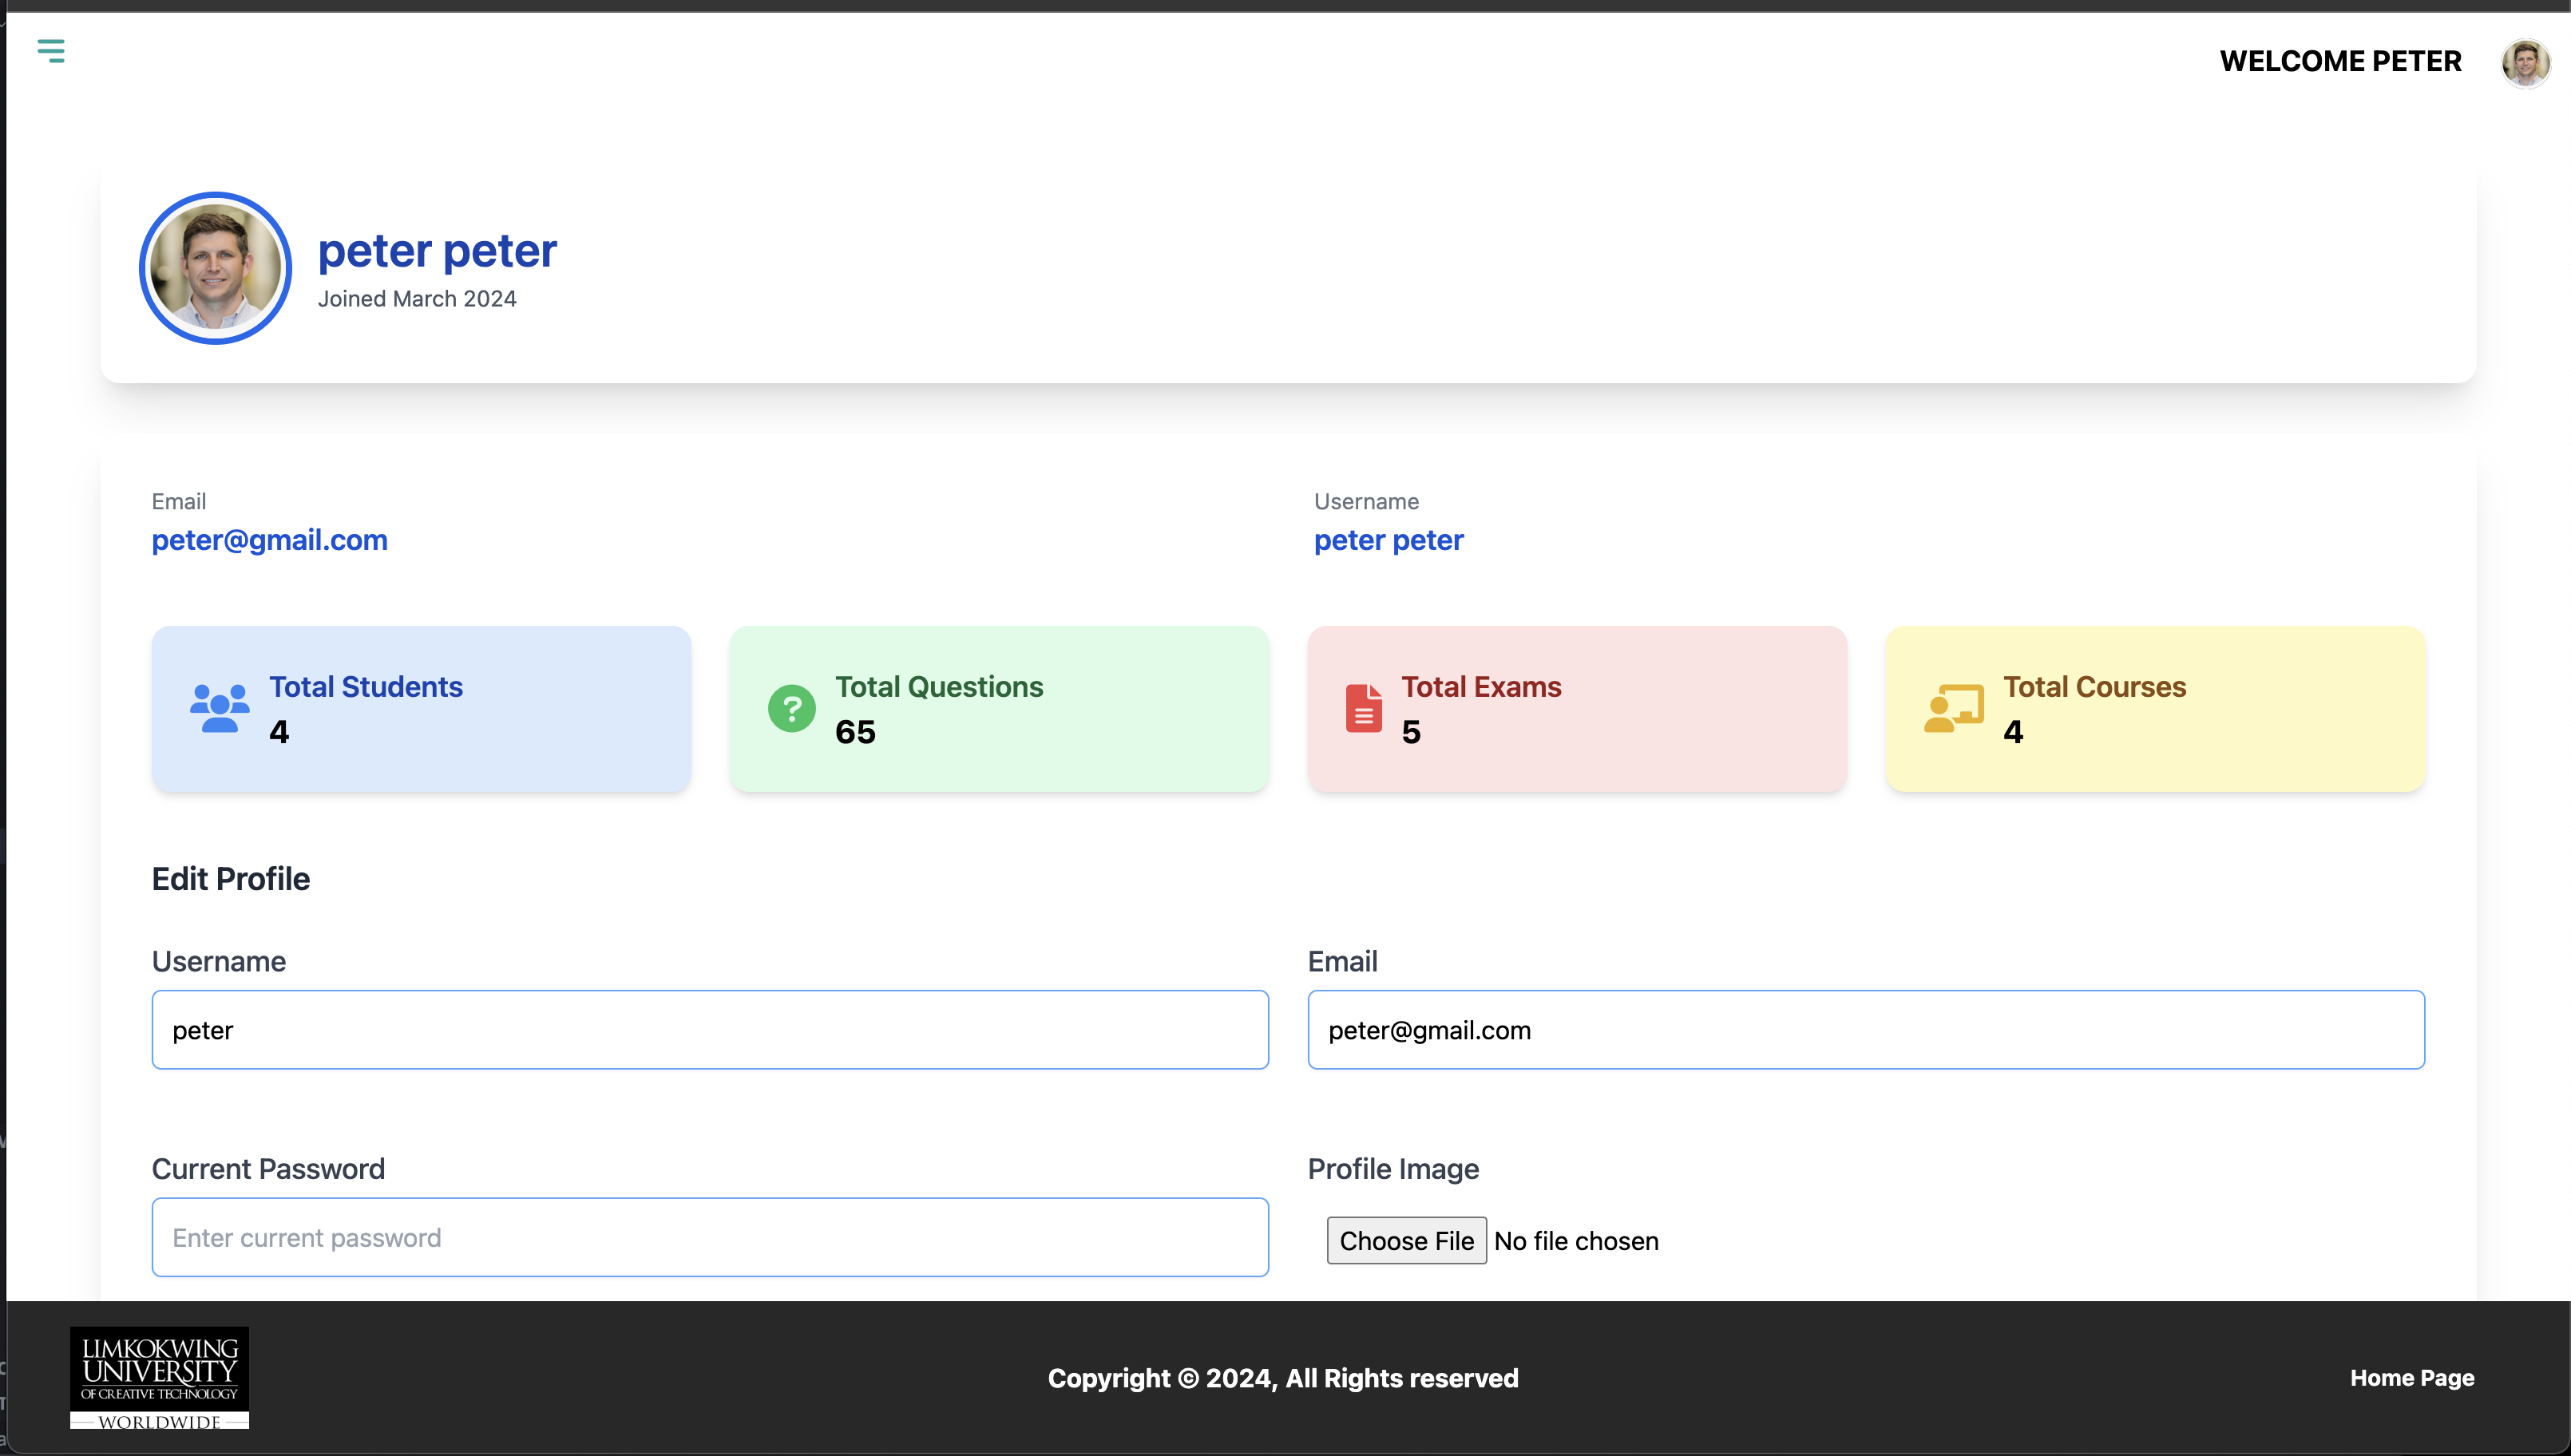 WELCOME PETER
peter peter
Joined March 2024
Email
peter@gmail.com
Username
peter peter
Total Students
4
Total Questions
65
Total Exams
5
Total Courses
4
Edit Profile
Username
peter
Email
peter@gmail.com
Current Password
Enter current password
Profile Image
Choose File No file chosen
LIMKOKWING
UNIVERSITY
OF CREATIVE TECHNOLOGY
WORLDWIDE
Copyright © 2024, All Rights reserved
Home Page